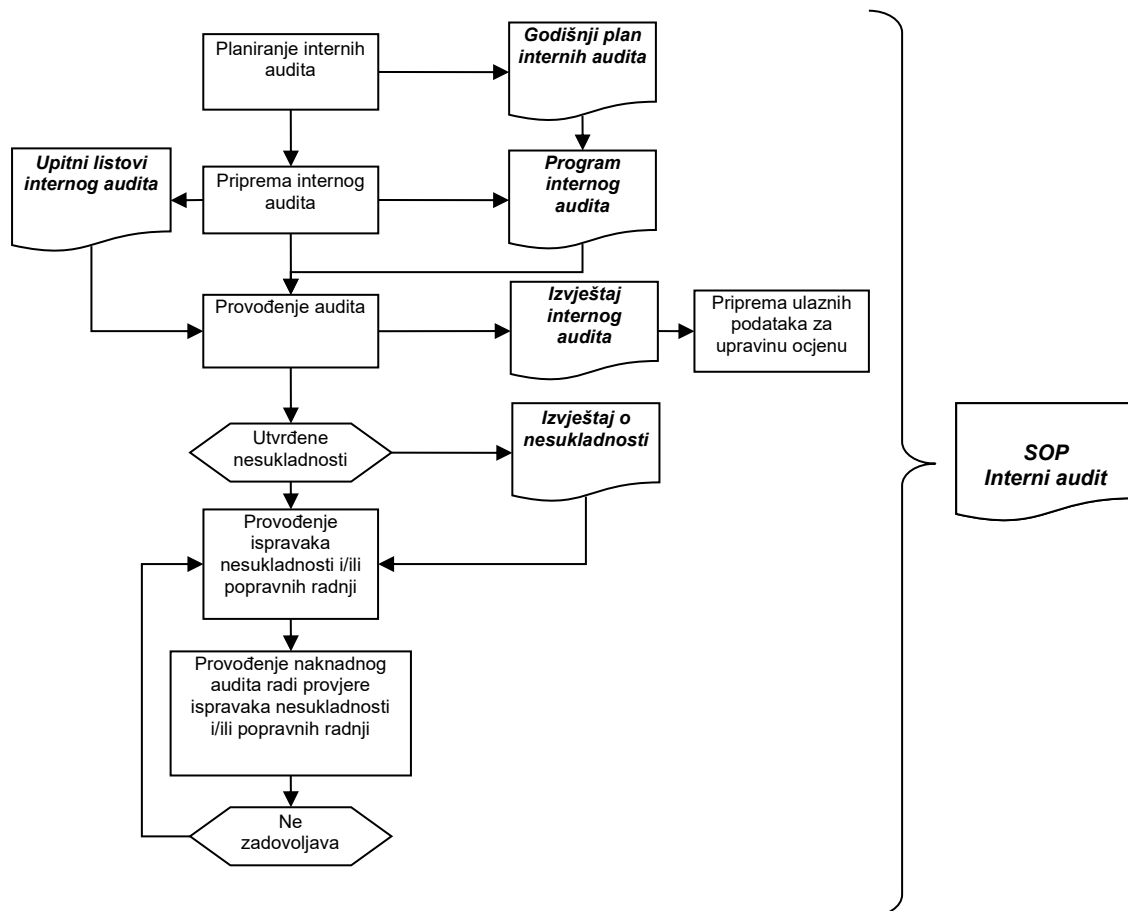 Planiranje internih
audita
Godišnji plan
internih audita
Upitni listovi
internog audita
Priprema internog
audita
Program
internog
audita
Provođenje audita
Izvještaj
internog
audita
Priprema ulaznih
podataka za
upravinu ocjenu
Utvrđene
nesukladnosti
Izvještaj o
nesukladnosti
SOP
Interni audit
Provođenje
ispravaka
nesukladnosti i/ili
popravnih radnji
Provođenje naknadnog
audita radi provjere
ispravaka nesukladnosti
i/ili popravnih radnji
Ne
zadovoljava